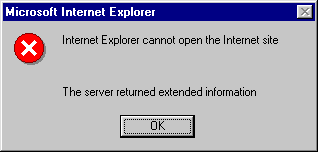 Microsoft Internet Explorer
Internet Explorer cannot open the Internet site
The server returned extended information
OK